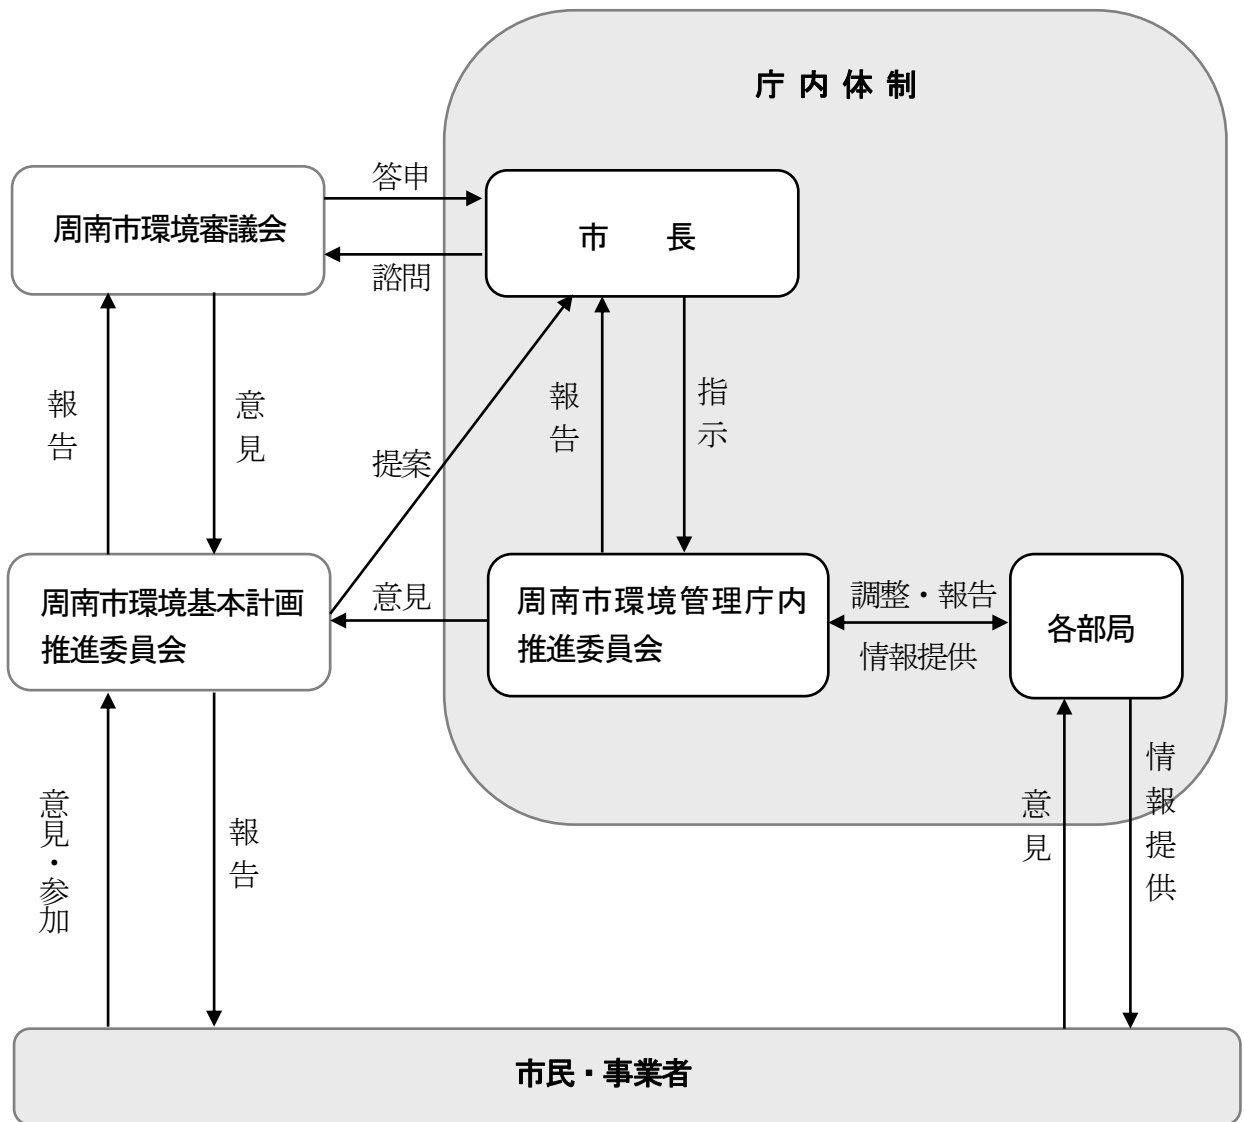 庁内体制
答申
周南市環境審議会
市長
諮問
報告
意見
提案
報告
指示
周南市環境基本計画
推進委員会
意見
周南市環境管理庁内
推進委員会
調整・報告
情報提供
各部局
意見・参加
報告
意見
情報提供
市民・事業者